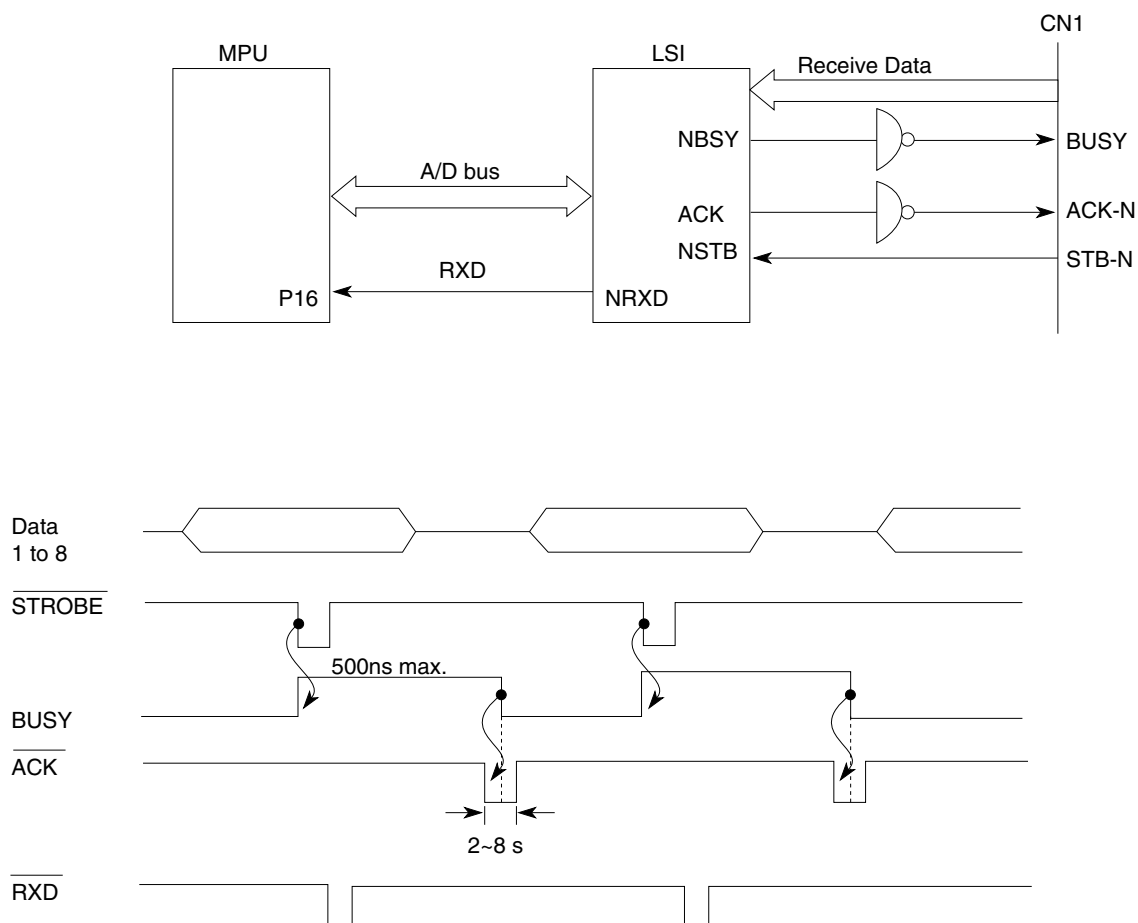 CN1
MPU
LSI
Receive Data
NBSY
BUSY
A/D bus
ACK
ACK-N
NSTB
STB-N
RXD
P16
NRXD
Data
1 to 8
STROBE
500ns max.
BUSY
ACK
2~8 s
RXD